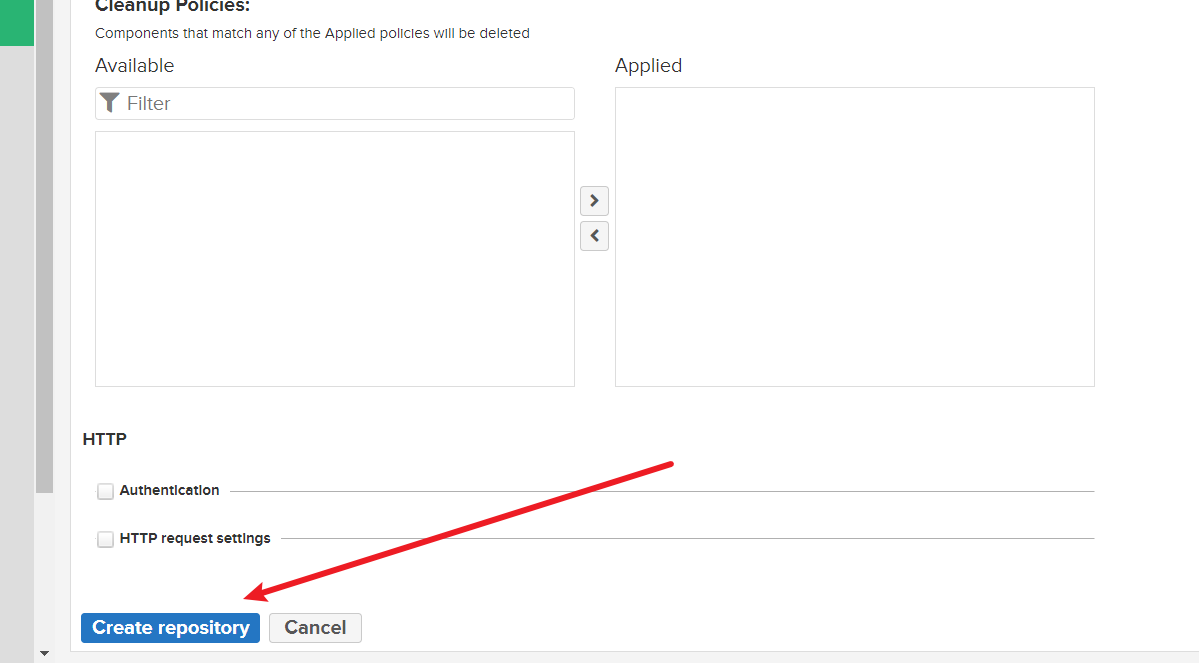 Cleanup Policies:
Components that match any of the Applied policies will be deleted
Available
Applied
Filter
HTTP
Authentication
HTTP request settings
Create repository
Cancel